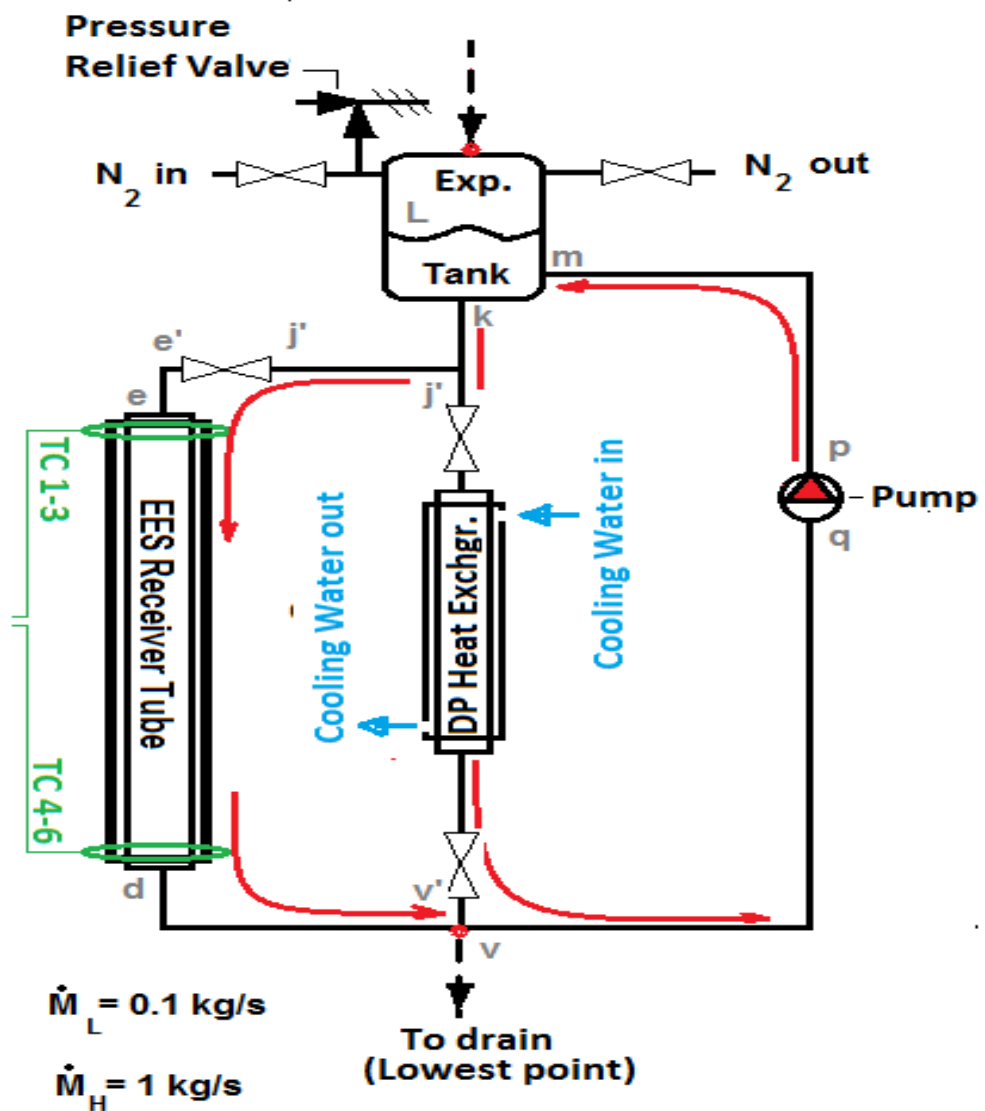 Pressure
Relief Valve
N2 in
N2 out
Exp.
L
Tank
m
k
e'
j'
j'
e
TC 1-3
EES Receiver Tube
TC 4-6
Cooling Water out
DP Heat Exchgr.
Cooling Water in
p
Pump
q
d
v'
v
ṀL= 0.1 kg/s
ṀH= 1 kg/s
To drain
(Lowest point)